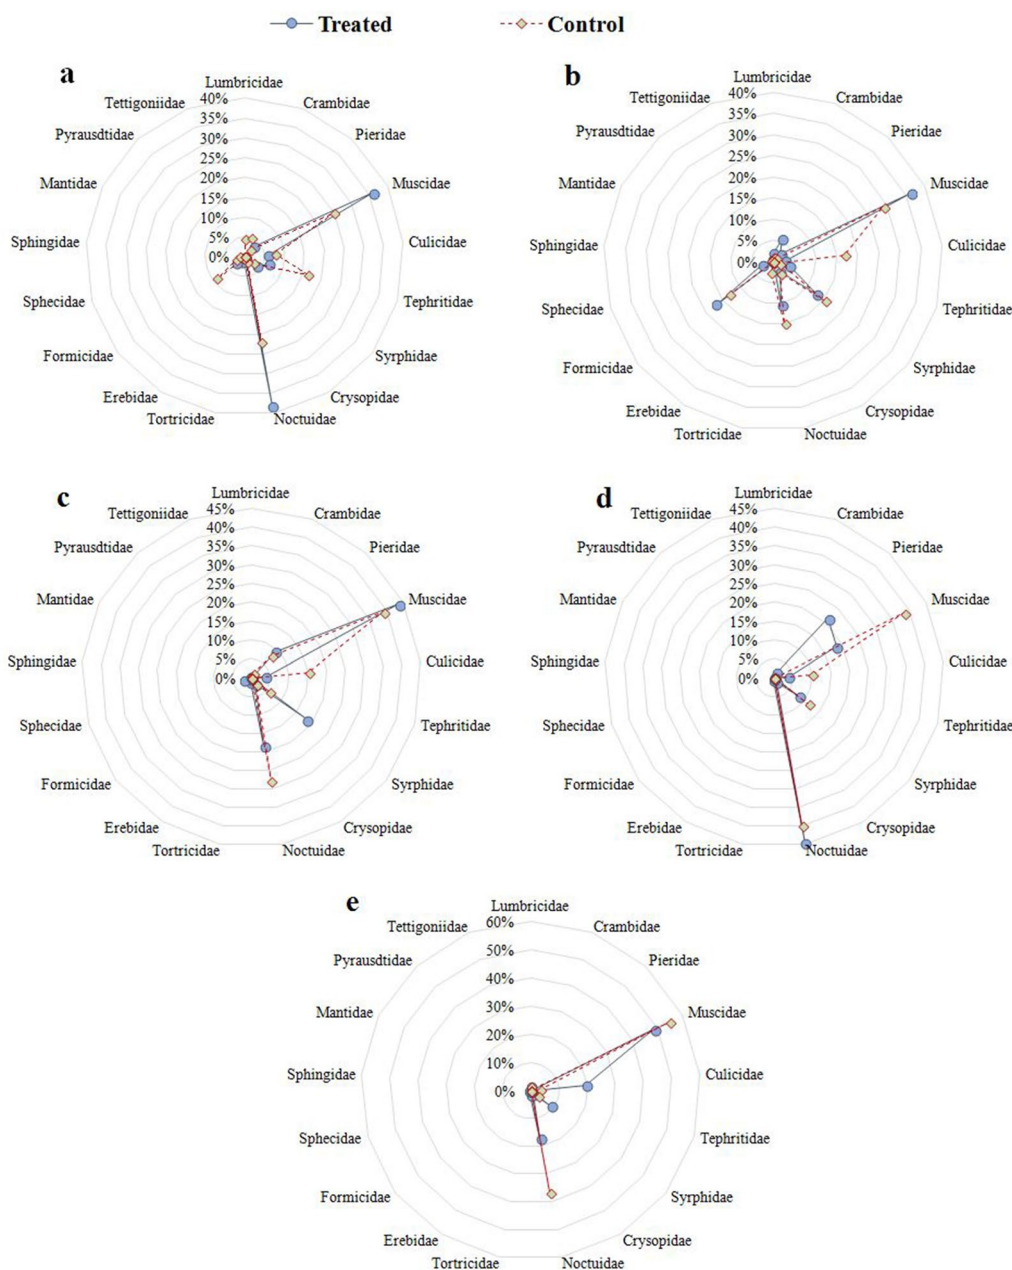 Treated Control
a
Lumbricidae
Crambidae
Pieridae
Muscidae
Culicidae
Tephritidae
Syrphidae
Crysopidae
Noctuidae
Tortricidae
Erebidae
Formicidae
Sphecidae
Sphingidae
Mantidae
Pyrausdtidae
Tettigoniidae
40%
35%
30%
25%
20%
15%
10%
5%
0%
b
Lumbricidae
Crambidae
Pieridae
Muscidae
Culicidae
Tephritidae
Syrphidae
Crysopidae
Noctuidae
Tortricidae
Erebidae
Formicidae
Sphecidae
Sphingidae
Mantidae
Pyrausdtidae
Tettigoniidae
40%
35%
30%
25%
20%
15%
10%
5%
0%
c
Lumbricidae
Crambidae
Pieridae
Muscidae
Culicidae
Tephritidae
Syrphidae
Crysopidae
Noctuidae
Tortricidae
Erebidae
Formicidae
Sphecidae
Sphingidae
Mantidae
Pyrausdtidae
Tettigoniidae
45%
40%
35%
30%
25%
20%
15%
10%
5%
0%
d
Lumbricidae
Crambidae
Pieridae
Muscidae
Culicidae
Tephritidae
Syrphidae
Crysopidae
Noctuidae
Tortricidae
Erebidae
Formicidae
Sphecidae
Sphingidae
Mantidae
Pyrausdtidae
Tettigoniidae
45%
40%
35%
30%
25%
20%
15%
10%
5%
0%
e
Lumbricidae
Crambidae
Pieridae
Muscidae
Culicidae
Tephritidae
Syrphidae
Crysopidae
Noctuidae
Tortricidae
Erebidae
Formicidae
Sphecidae
Sphingidae
Mantidae
Pyrausdtidae
Tettigoniidae
60%
50%
40%
30%
20%
10%
0%